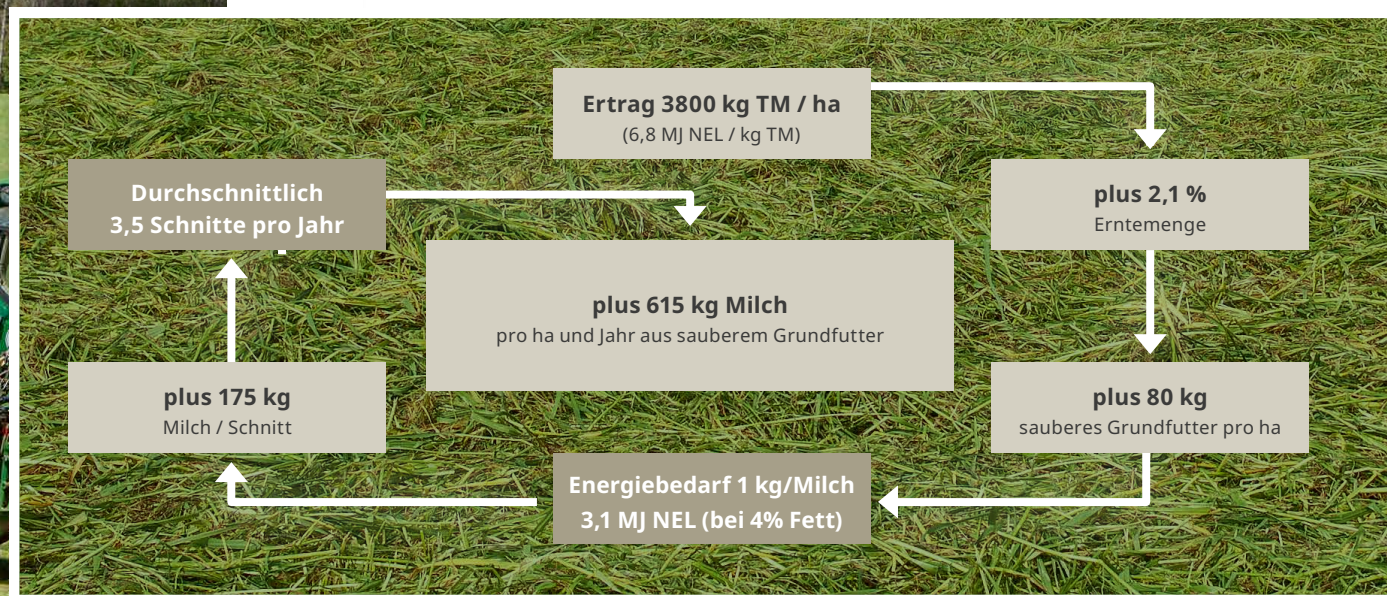 Ertrag 3800 kg TM / ha
(6,8 MJ NEL / kg TM)
plus 2,1 %
Erntemenge
plus 80 kg
sauberes Grundfutter pro ha
Energiebedarf 1 kg/Milch
3,1 MJ NEL (bei 4% Fett)
plus 175 kg
Milch / Schnitt
Durchschnittlich
3,5 Schnitte pro Jahr
plus 615 kg Milch
pro ha und Jahr aus sauberem Grundfutter